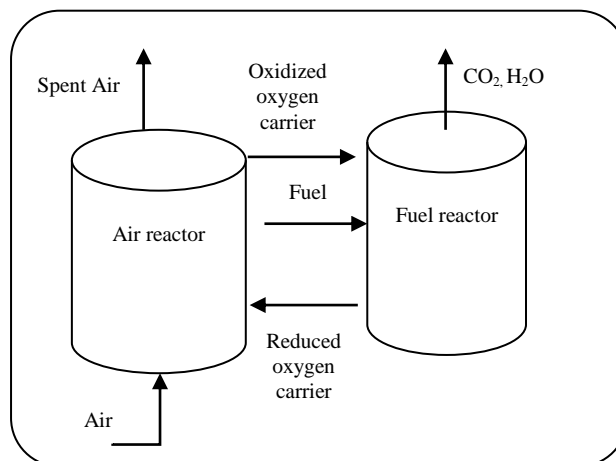 Spent Air
Oxidized
oxygen
carrier
CO2, H2O
Fuel
Air reactor
Fuel reactor
Reduced
oxygen
carrier
Air